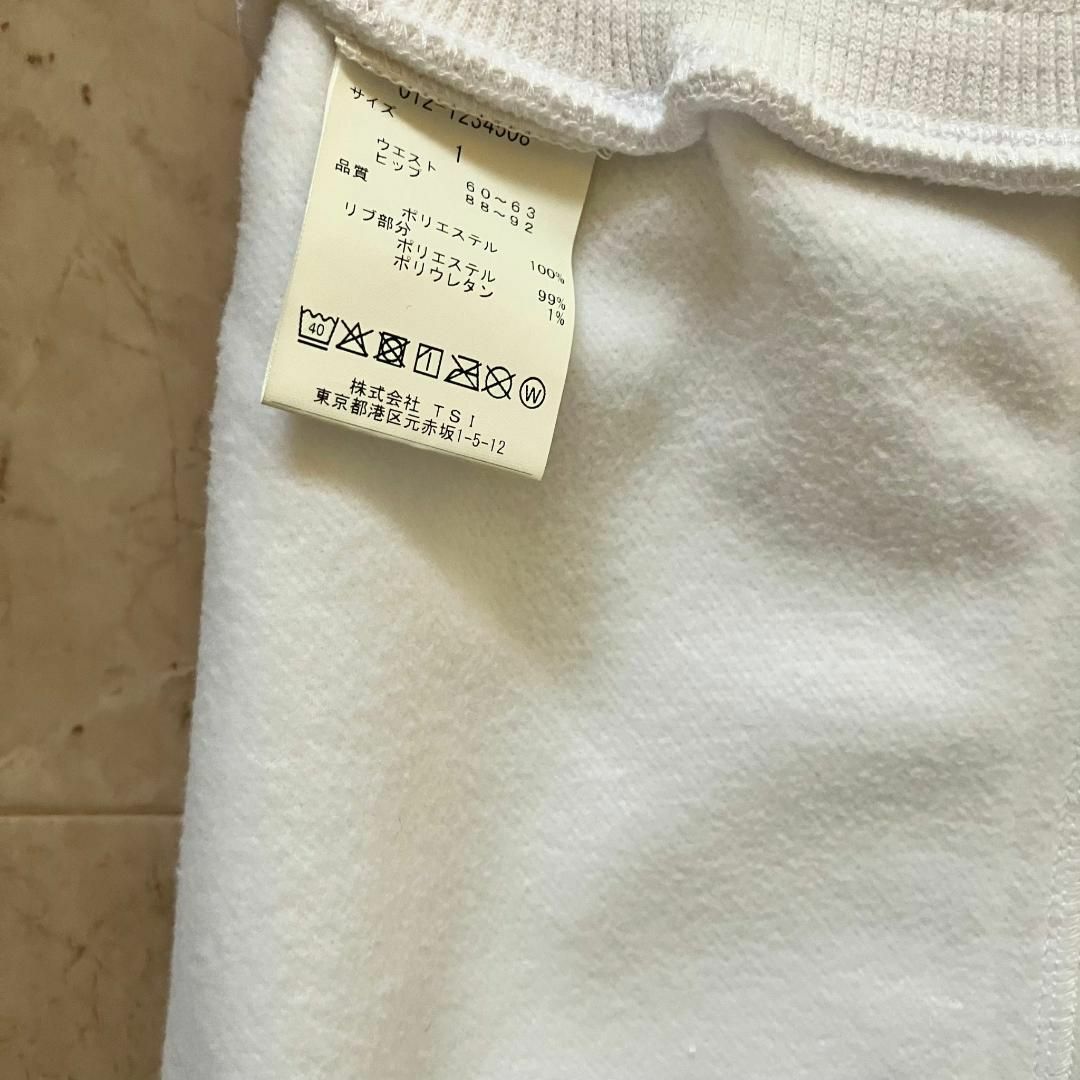 012-1234508
サイズ
1
ウエスト 60～63
ヒップ 88～92
品質
ポリエステル 100%
リブ部分
ポリエステル 99%
ポリウレタン 1%
40
W
株式会社 TSI
東京都港区元赤坂1-5-12